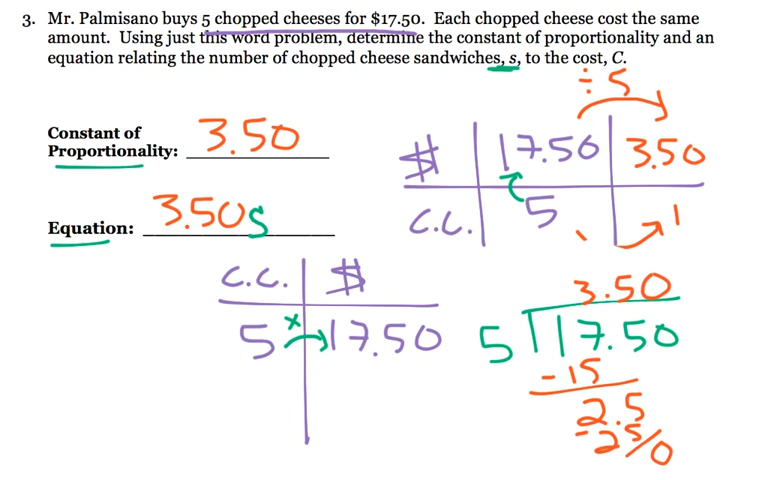 3. Mr. Palmisano buys 5 chopped cheeses for $17.50. Each chopped cheese cost the same
amount. Using just this word problem, determine the constant of proportionality and an
equation relating the number of chopped cheese sandwiches, s, to the cost, C.
÷ 5
Constant of
Proportionality: 3.50
$ 17.50 3.50
C.C. 5 1
Equation: 3.50s
C.C. $
5 x 17.50
3.50
5 17.50
-15
2.5
-25
0